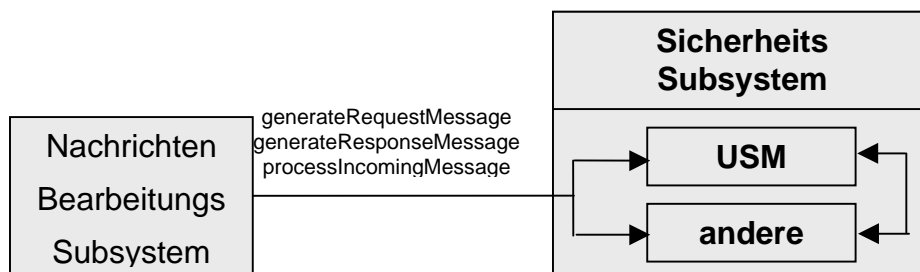 Sicherheits
Subsystem
generateRequestMessage
generateResponseMessage
processIncomingMessage
Nachrichten
Bearbeitungs
Subsystem
USM
andere